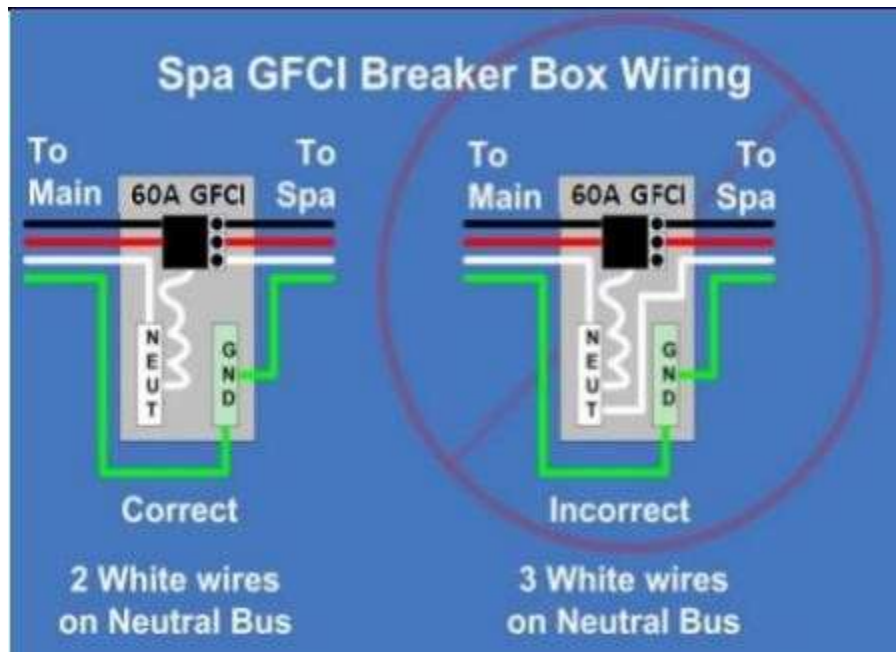 Spa GFCI Breaker Box Wiring
To Main
60A GFCI
To Spa
NEUT
GND
Correct
2 White wires
on Neutral Bus
To Main
60A GFCI
To Spa
NEUT
GND
Incorrect
3 White wires
on Neutral Bus